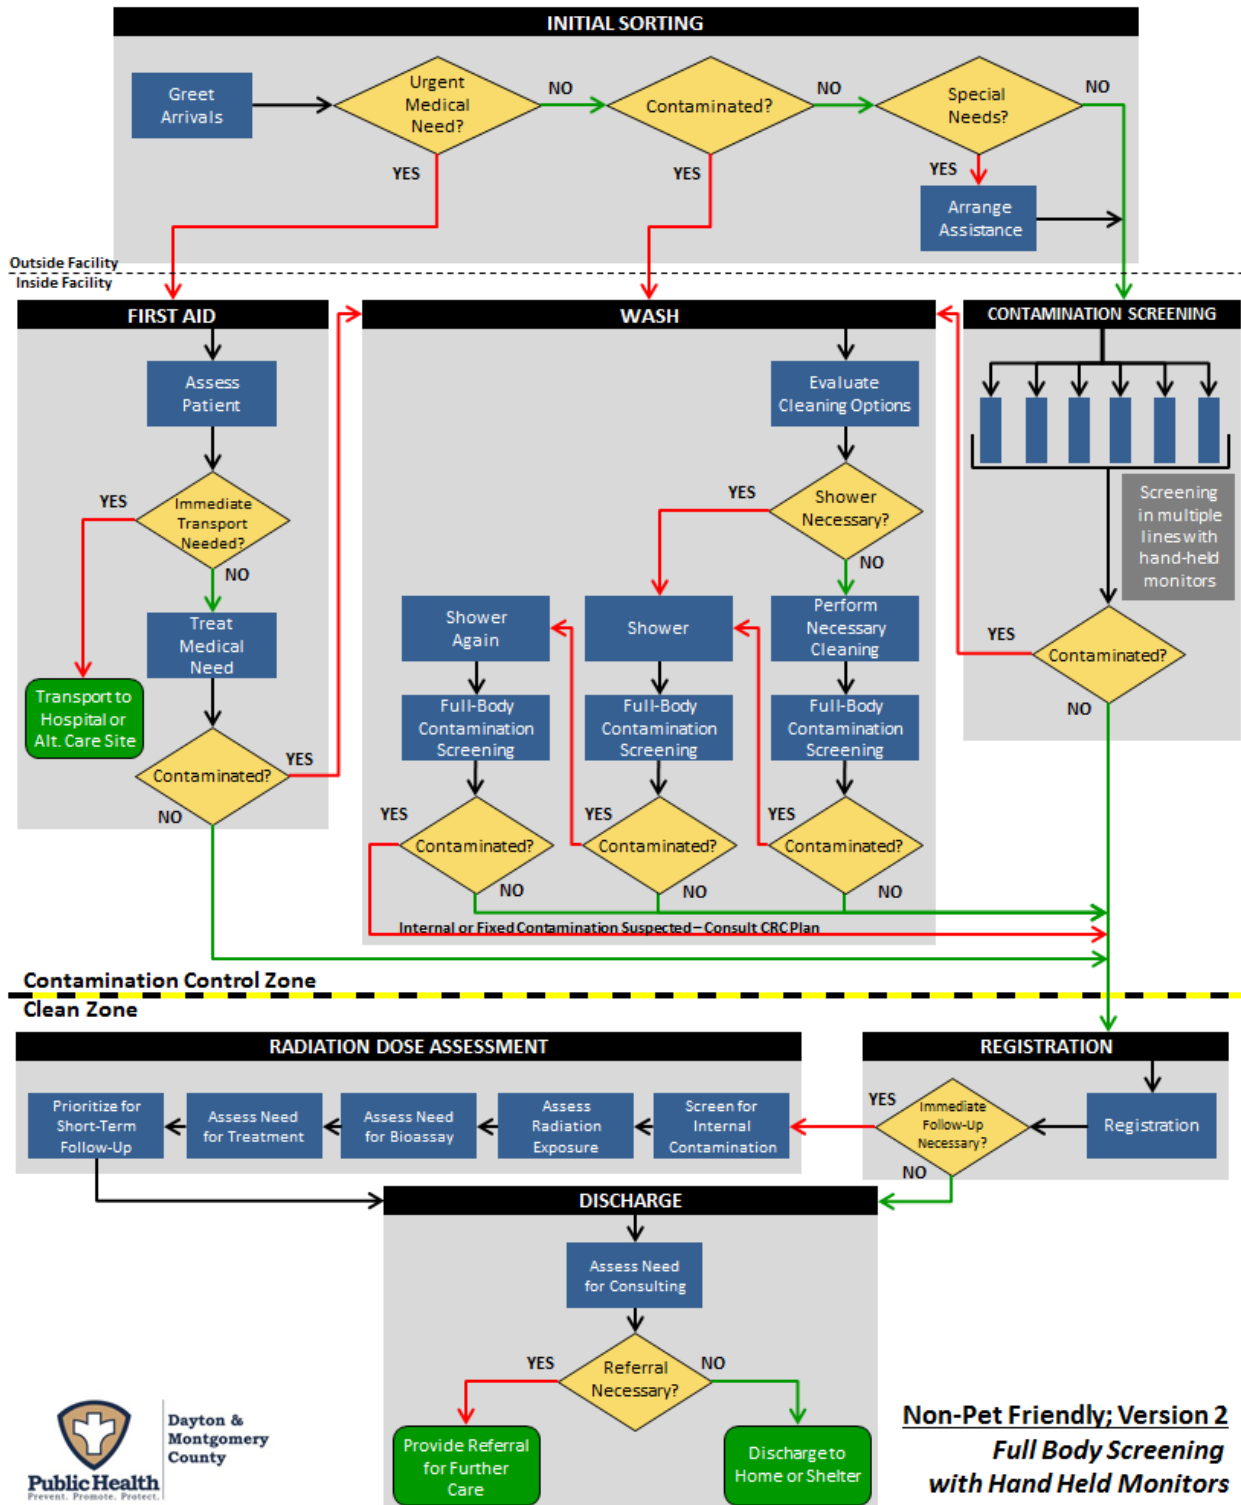 INITIAL SORTING
Greet
Arrivals
Urgent
Medical
Need?
NO
Contaminated?
NO
Special
Needs?
NO
YES
YES
YES
Arrange
Assistance
Outside Facility
Inside Facility
FIRST AID
Assess
Patient
YES
Immediate
Transport
Needed?
NO
Treat
Medical
Need
Transport to
Hospital or
Alt. Care Site
Contaminated?
YES
NO
WASH
Evaluate
Cleaning Options
YES
Shower
Necessary?
NO
Shower
Again
Shower
Perform
Necessary
Cleaning
Full-Body
Contamination
Screening
Full-Body
Contamination
Screening
Full-Body
Contamination
Screening
YES
Contaminated?
NO
YES
Contaminated?
NO
YES
Contaminated?
NO
Internal or Fixed Contamination Suspected – Consult CRC Plan
CONTAMINATION SCREENING
Screening
in multiple
lines with
hand-held
monitors
YES
Contaminated?
NO
Contamination Control Zone
Clean Zone
RADIATION DOSE ASSESSMENT
Prioritize for
Short-Term
Follow-Up
Assess Need
for Treatment
Assess Need
for Bioassay
Assess
Radiation
Exposure
Screen for
Internal
Contamination
REGISTRATION
YES
Immediate
Follow-Up
Necessary?
NO
Registration
DISCHARGE
Assess Need
for Consulting
YES
Referral
Necessary?
NO
Provide Referral
for Further
Care
Discharge to
Home or Shelter
Dayton &
Montgomery
County
Public Health
Prevent. Promote. Protect.
Non-Pet Friendly; Version 2
Full Body Screening
with Hand Held Monitors